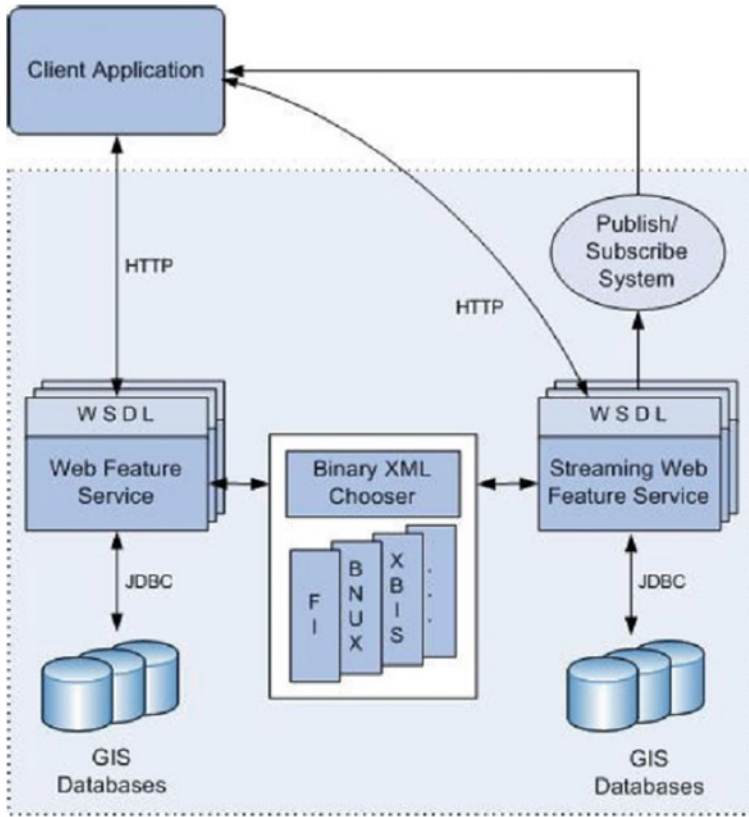 Client Application
Publish/
Subscribe
System
HTTP
HTTP
W S D L
Web Feature
Service
W S D L
Streaming Web
Feature Service
Binary XML
Chooser
F
I
B
N
U
X
X
B
I
S
. . .
JDBC
JDBC
GIS
Databases
GIS
Databases